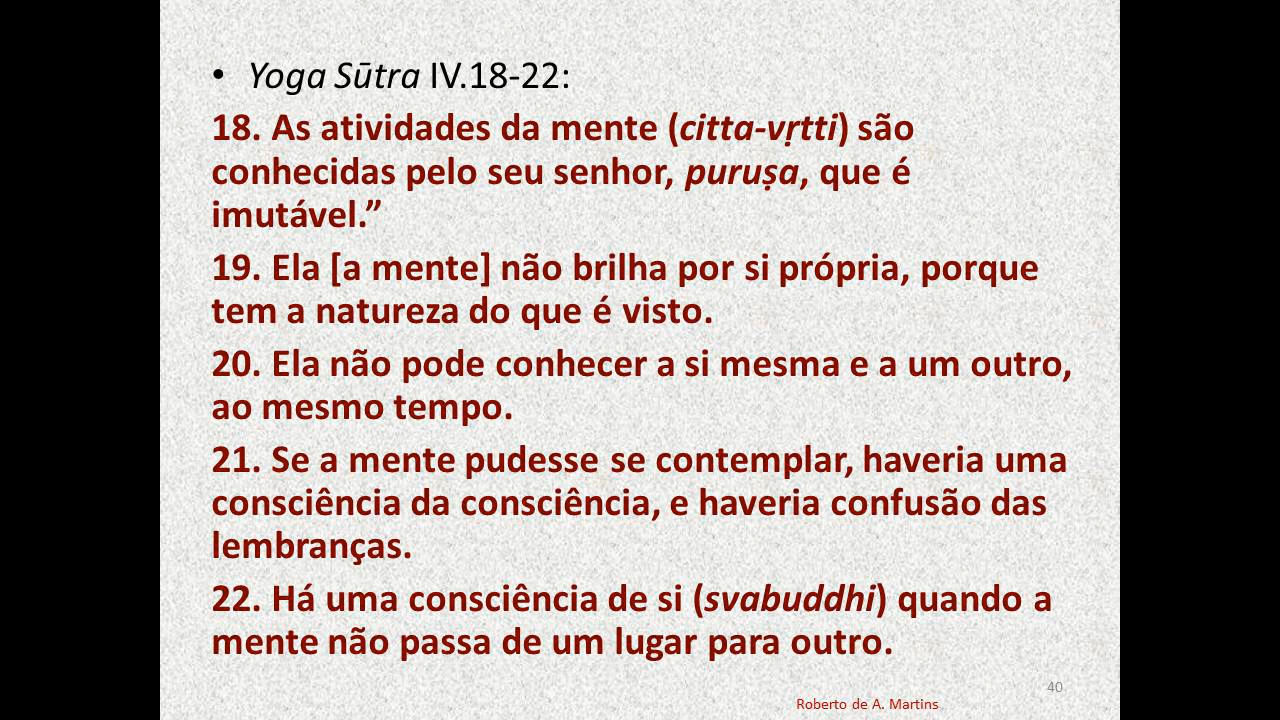 • Yoga Sūtra IV.18-22:
18. As atividades da mente (citta-vṛtti) são
conhecidas pelo seu senhor, puruṣa, que é
imutável.”
19. Ela [a mente] não brilha por si própria, porque
tem a natureza do que é visto.
20. Ela não pode conhecer a si mesma e a um outro,
ao mesmo tempo.
21. Se a mente pudesse se contemplar, haveria uma
consciência da consciência, e haveria confusão das
lembranças.
22. Há uma consciência de si (svabuddhi) quando a
mente não passa de um lugar para outro.
40
Roberto de A. Martins